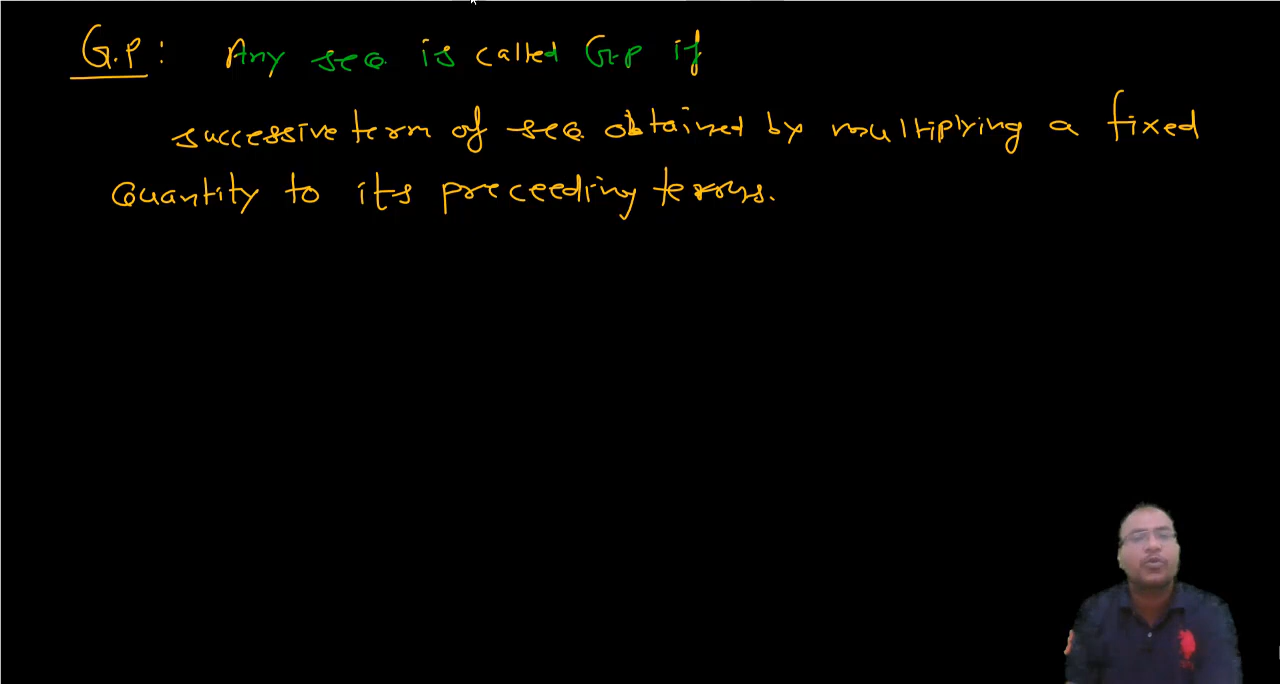 G.P : Any seq. is called G.P if
successive term of seq. obtained by multiplying a fixed
quantity to its preceeding terms.